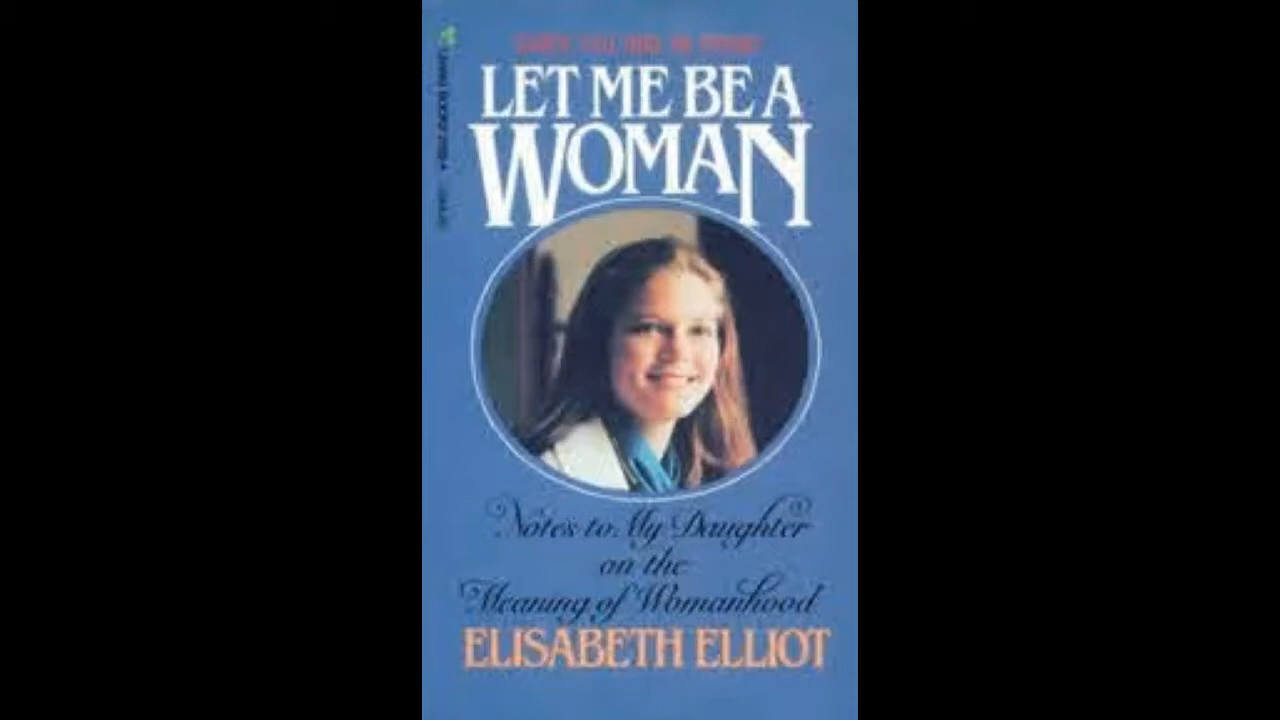 LET ME BE A
WOMAN
Notes to My Daughter
on the
Meaning of Womanhood
ELISABETH ELLIOT